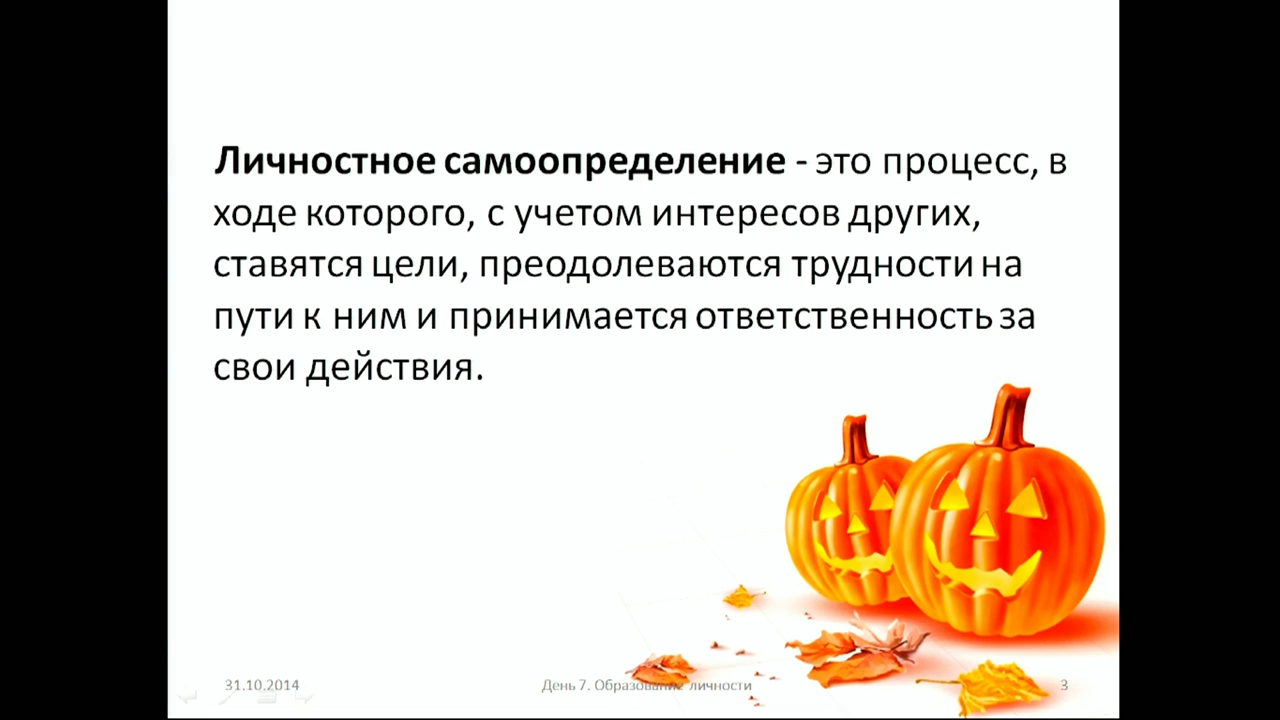 Личностное самоопределение - это процесс, в
ходе которого, с учетом интересов других,
ставятся цели, преодолеваются трудности на
пути к ним и принимается ответственность за
свои действия.
31.10.2014
День 7. Образование личности
3